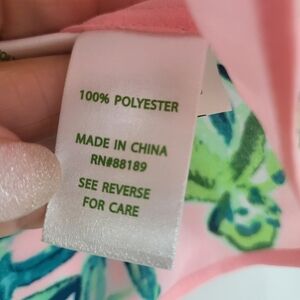 100% POLYESTER
MADE IN CHINA
RN#88189
SEE REVERSE
FOR CARE